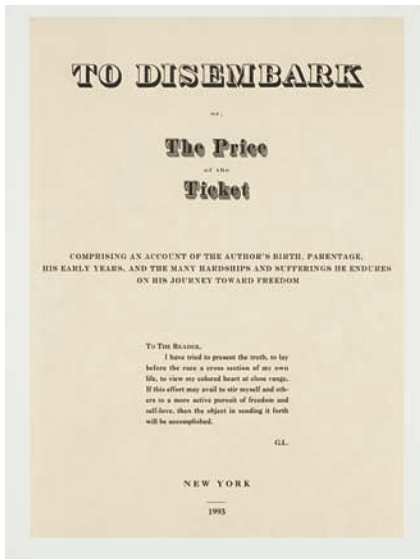 TO DISEMBARK
or,
The Price
of the
Ticket
COMPRISING AN ACCOUNT OF THE AUTHOR'S BIRTH, PARENTAGE,
HIS EARLY YEARS, AND THE MANY HARDSHIPS AND SUFFERINGS HE ENDURES
ON HIS JOURNEY TOWARD FREEDOM
TO THE READER,
I have tried to present the truth, to lay
before the race a cross section of my own
life, to view my colored heart at close range.
If this effort may avail to stir myself and oth-
ers to a more active pursuit of freedom and
self-love, then the object in sending it forth
will be accomplished.
G.L.
NEW YORK
1993